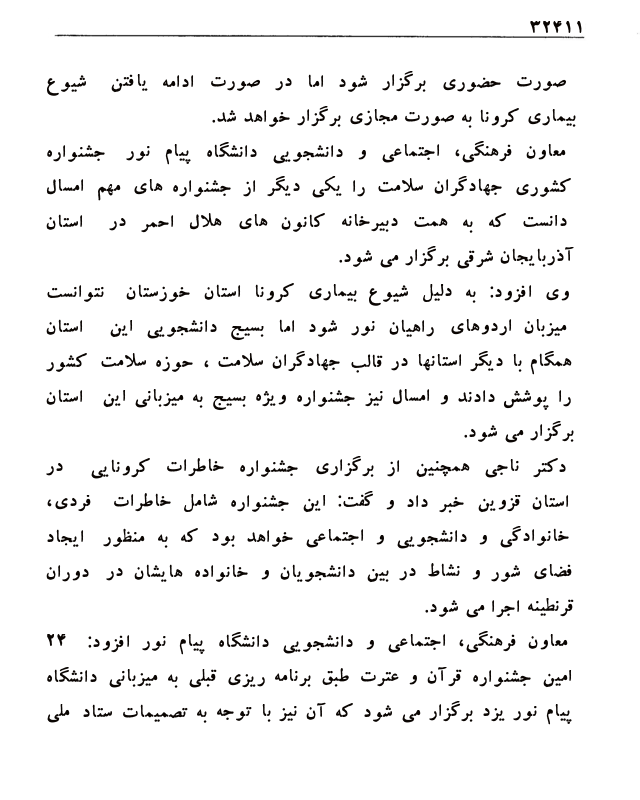 ۳۲۴۱۱
صورت حضوری برگزار شود اما در صورت ادامه یافتن شیوع
بیماری کرونا به صورت مجازی برگزار خواهد شد.
معاون فرهنگی، اجتماعی و دانشجویی دانشگاه پیام نور جشنواره
کشوری جهادگران سلامت را یکی دیگر از جشنواره های مهم امسال
دانست که به همت دبیرخانه کانون های هلال احمر در استان
آذربایجان شرقی برگزار می شود.
وی افزود: به دلیل شیوع بیماری کرونا استان خوزستان نتوانست
میزبان اردوهای راهیان نور شود اما بسیج دانشجویی این استان
همگام با دیگر استانها در قالب جهادگران سلامت ، حوزه سلامت کشور
را پوشش دادند و امسال نیز جشنواره ویژه بسیج به میزبانی این استان
برگزار می شود.
دکتر ناجی همچنین از برگزاری جشنواره خاطرات کرونایی در
استان قزوین خبر داد و گفت: این جشنواره شامل خاطرات فردی،
خانوادگی و دانشجویی و اجتماعی خواهد بود که به منظور ایجاد
فضای شور و نشاط در بین دانشجویان و خانواده هایشان در دوران
قرنطینه اجرا می شود.
معاون فرهنگی، اجتماعی و دانشجویی دانشگاه پیام نور افزود: ۲۴
امین جشنواره قرآن و عترت طبق برنامه ریزی قبلی به میزبانی دانشگاه
پیام نور یزد برگزار می شود که آن نیز با توجه به تصمیمات ستاد ملی